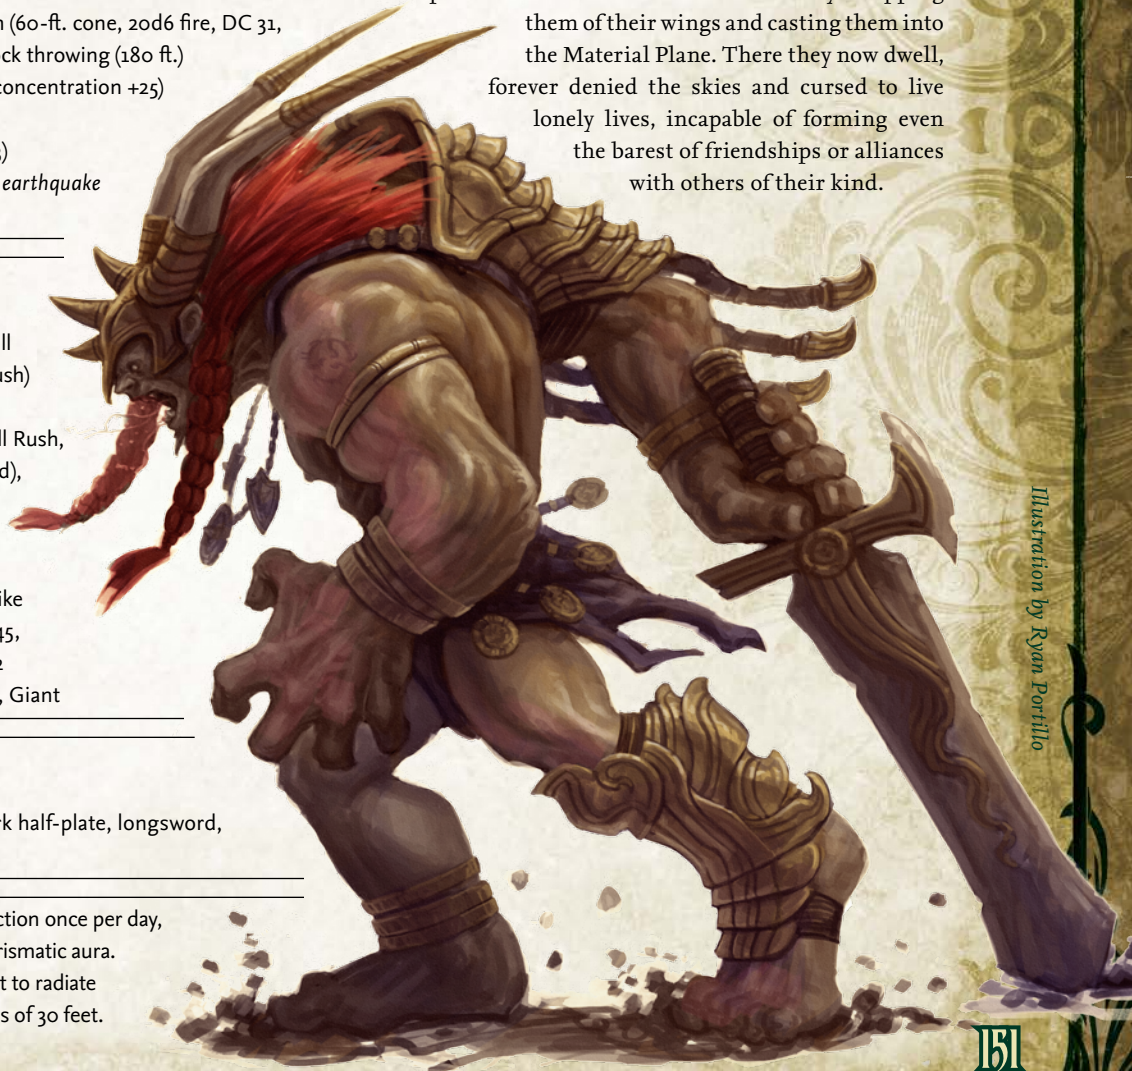 (60-ft. cone, 20d6 fire, DC 31,
ck throwing (180 ft.)
concentration +25)
)
earthquake
ll
ush)
ll Rush,
d),
ike
45,
2
, Giant
rk half-plate, longsword,
ction once per day,
rismatic aura.
t to radiate
s of 30 feet.
them of their wings and casting them into
the Material Plane. There they now dwell,
forever denied the skies and cursed to live
lonely lives, incapable of forming even
the barest of friendships or alliances
with others of their kind.
Illustration by Ryan Portillo
151